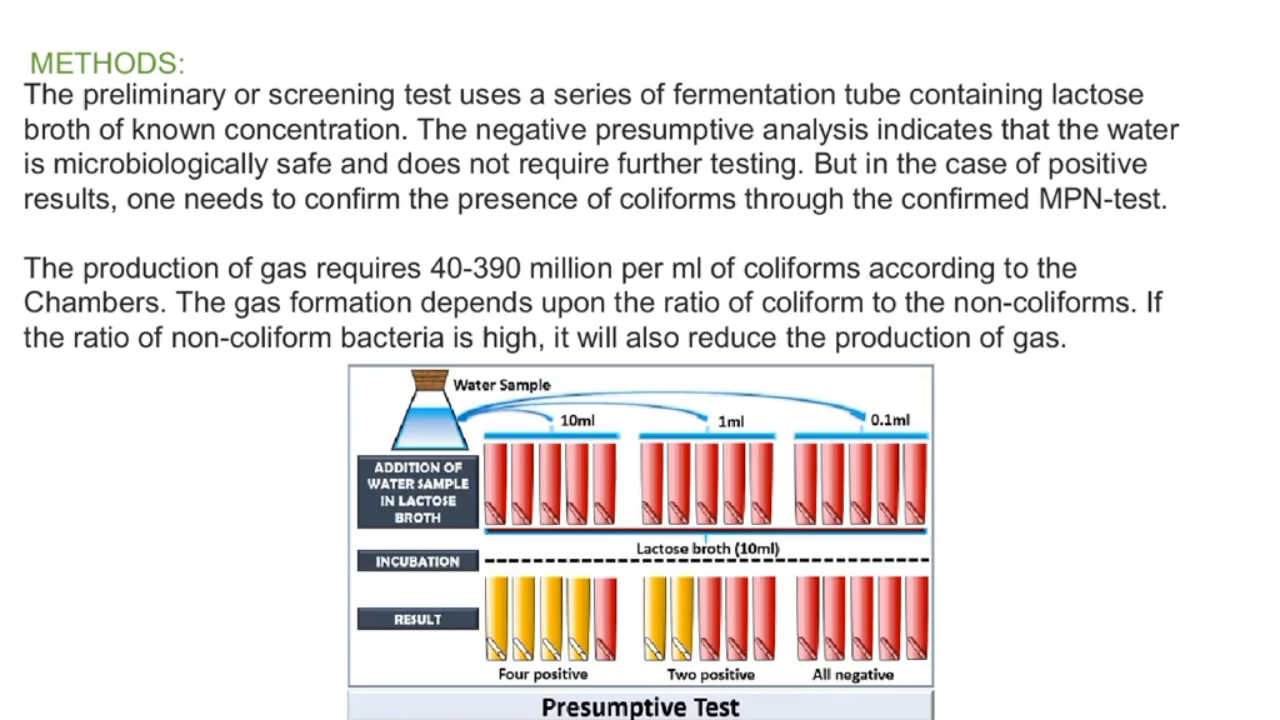 METHODS:
The preliminary or screening test uses a series of fermentation tube containing lactose
broth of known concentration. The negative presumptive analysis indicates that the water
is microbiologically safe and does not require further testing. But in the case of positive
results, one needs to confirm the presence of coliforms through the confirmed MPN-test.
The production of gas requires 40-390 million per ml of coliforms according to the
Chambers. The gas formation depends upon the ratio of coliform to the non-coliforms. If
the ratio of non-coliform bacteria is high, it will also reduce the production of gas.
Water Sample
10ml
1ml
0.1ml
ADDITION OF
WATER SAMPLE
IN LACTOSE
BROTH
Lactose broth (10ml)
INCUBATION
RESULT
Four positive
Two positive
All negative
Presumptive Test